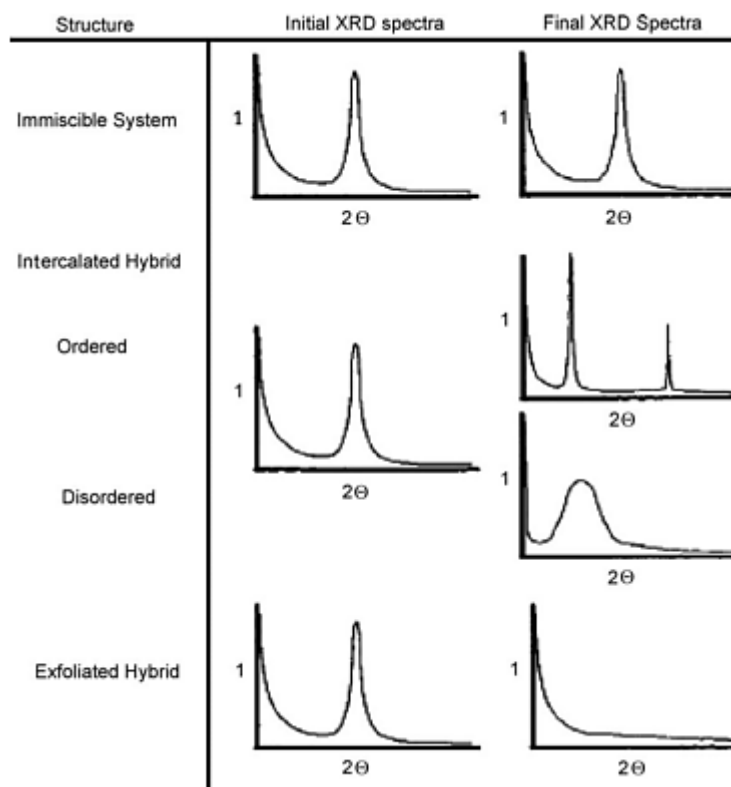 Structure Initial XRD spectra Final XRD Spectra
Immiscible System
1
2Θ
1
2Θ
Intercalated Hybrid
Ordered
1
2Θ
1
2Θ
Disordered
1
2Θ
Exfoliated Hybrid
1
2Θ
1
2Θ